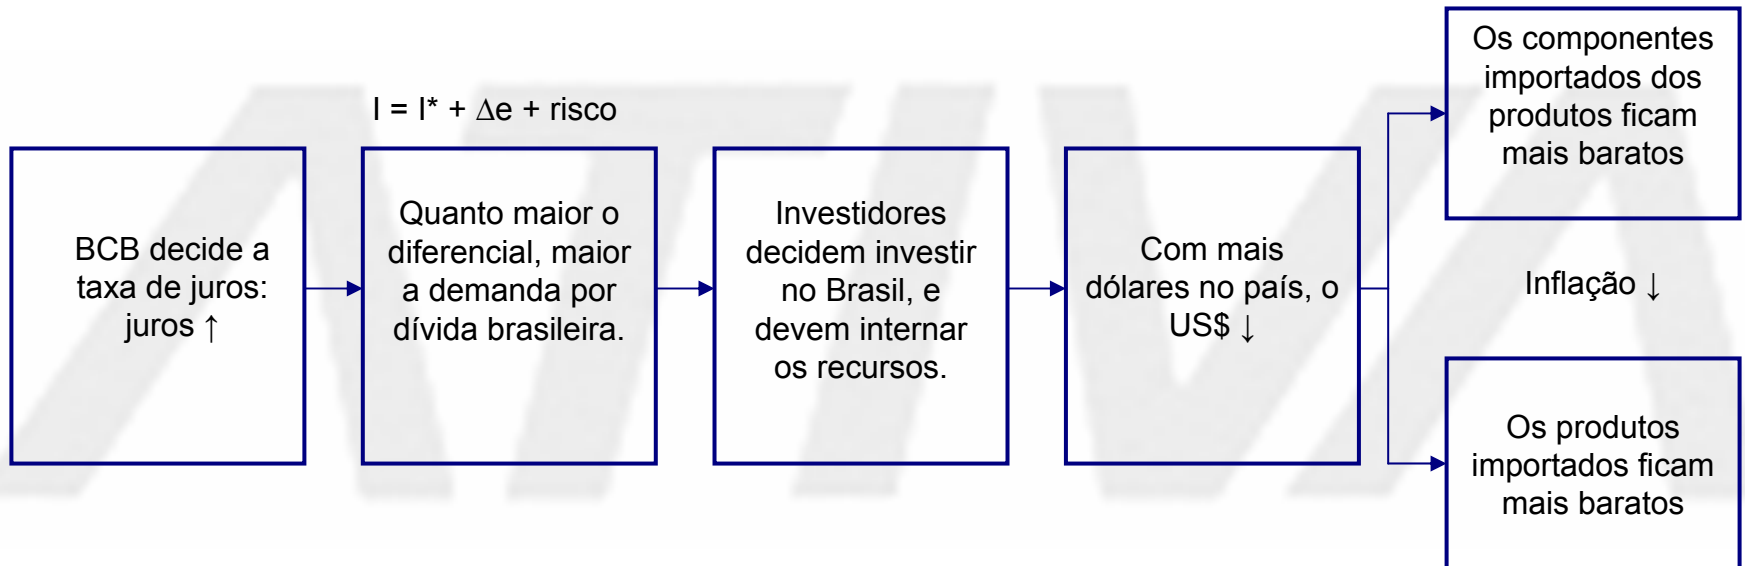 I = I* + Δe + risco
BCB decide a
taxa de juros:
juros ↑
Quanto maior o
diferencial, maior
a demanda por
dívida brasileira.
Investidores
decidem investir
no Brasil, e
devem internar
os recursos.
Com mais
dólares no país, o
US$ ↓
Os componentes
importados dos
produtos ficam
mais baratos
Inflação ↓
Os produtos
importados ficam
mais baratos
ATIVA